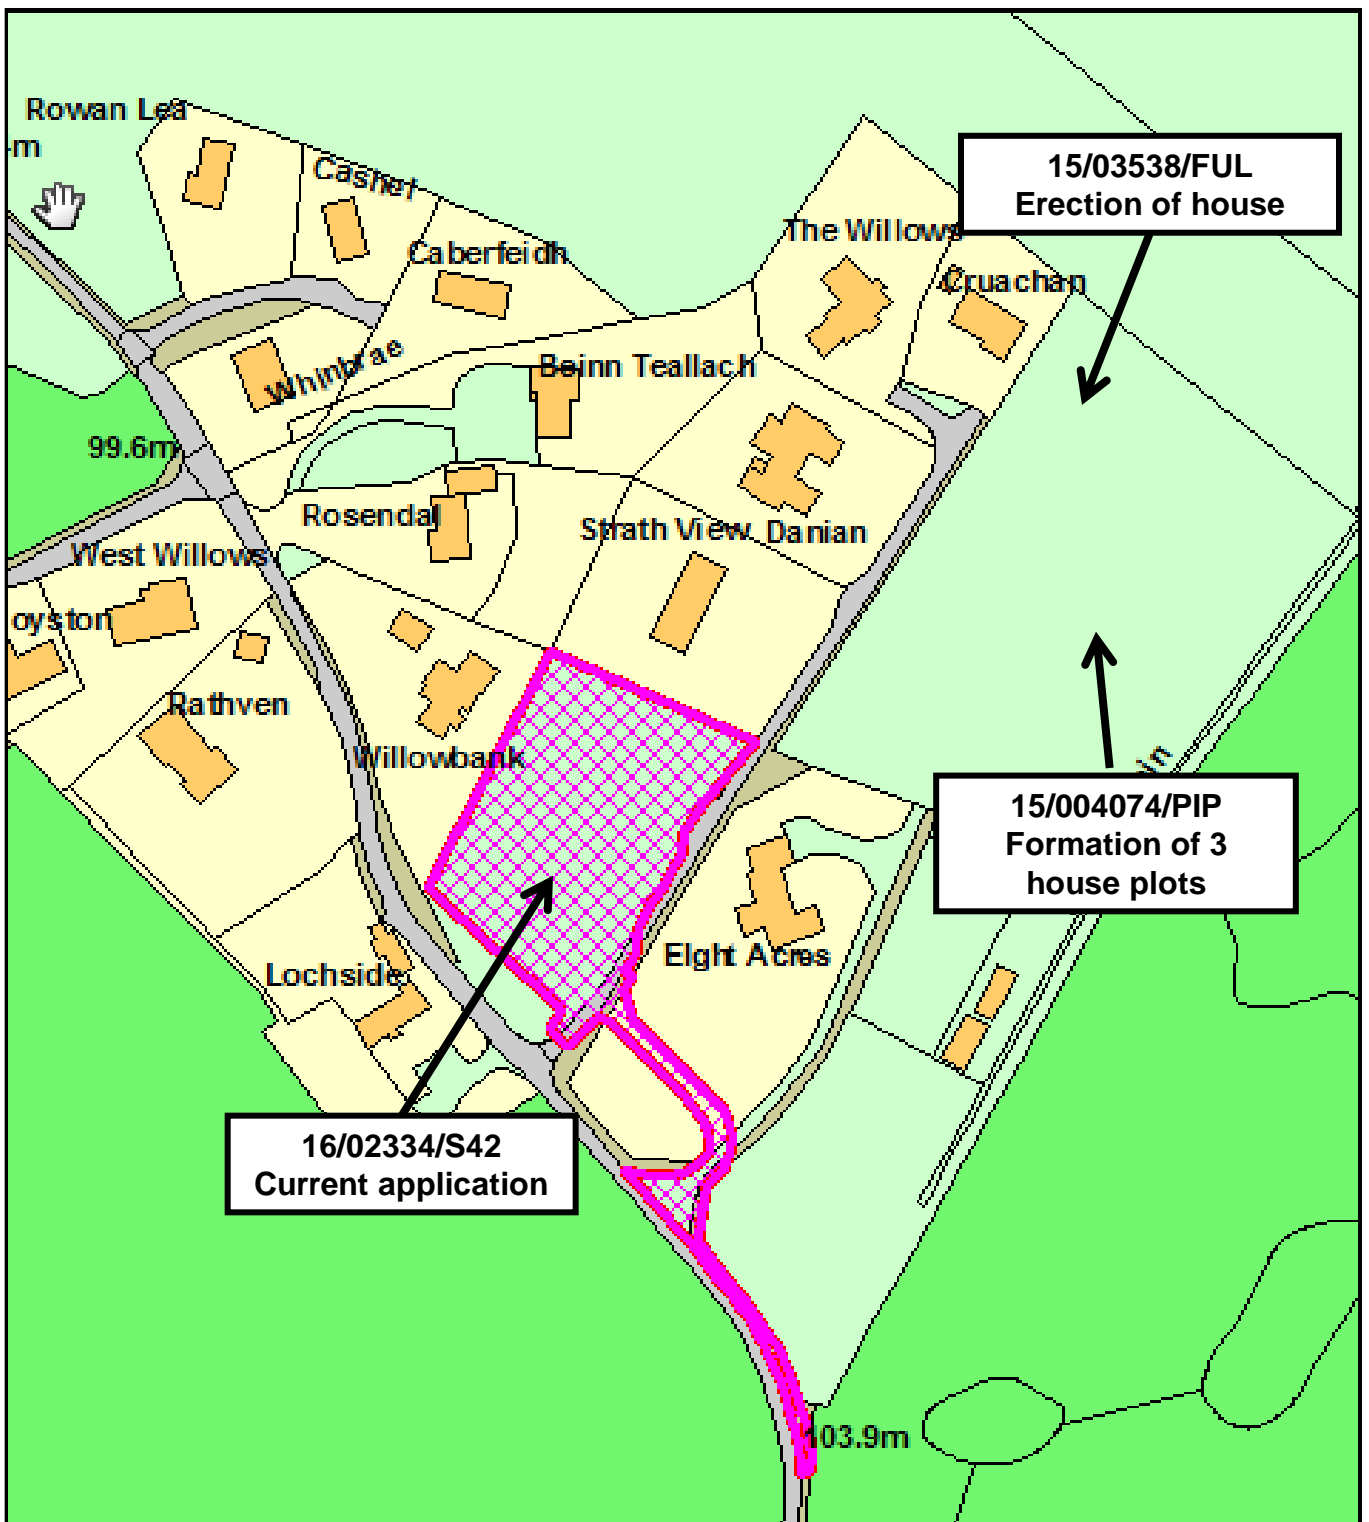 Rowan Lea
m
Cashel
15/03538/FUL
Erection of house
The Willows
Caberfeidh
Cruachan
Whinbrae
Beinn Teallach
99.6m
Rosendal
Strath View
Danian
West Willows
oyston
Rathven
Willowbank
15/004074/PIP
Formation of 3
house plots
Eight Acres
Lochside
16/02334/S42
Current application
103.9m